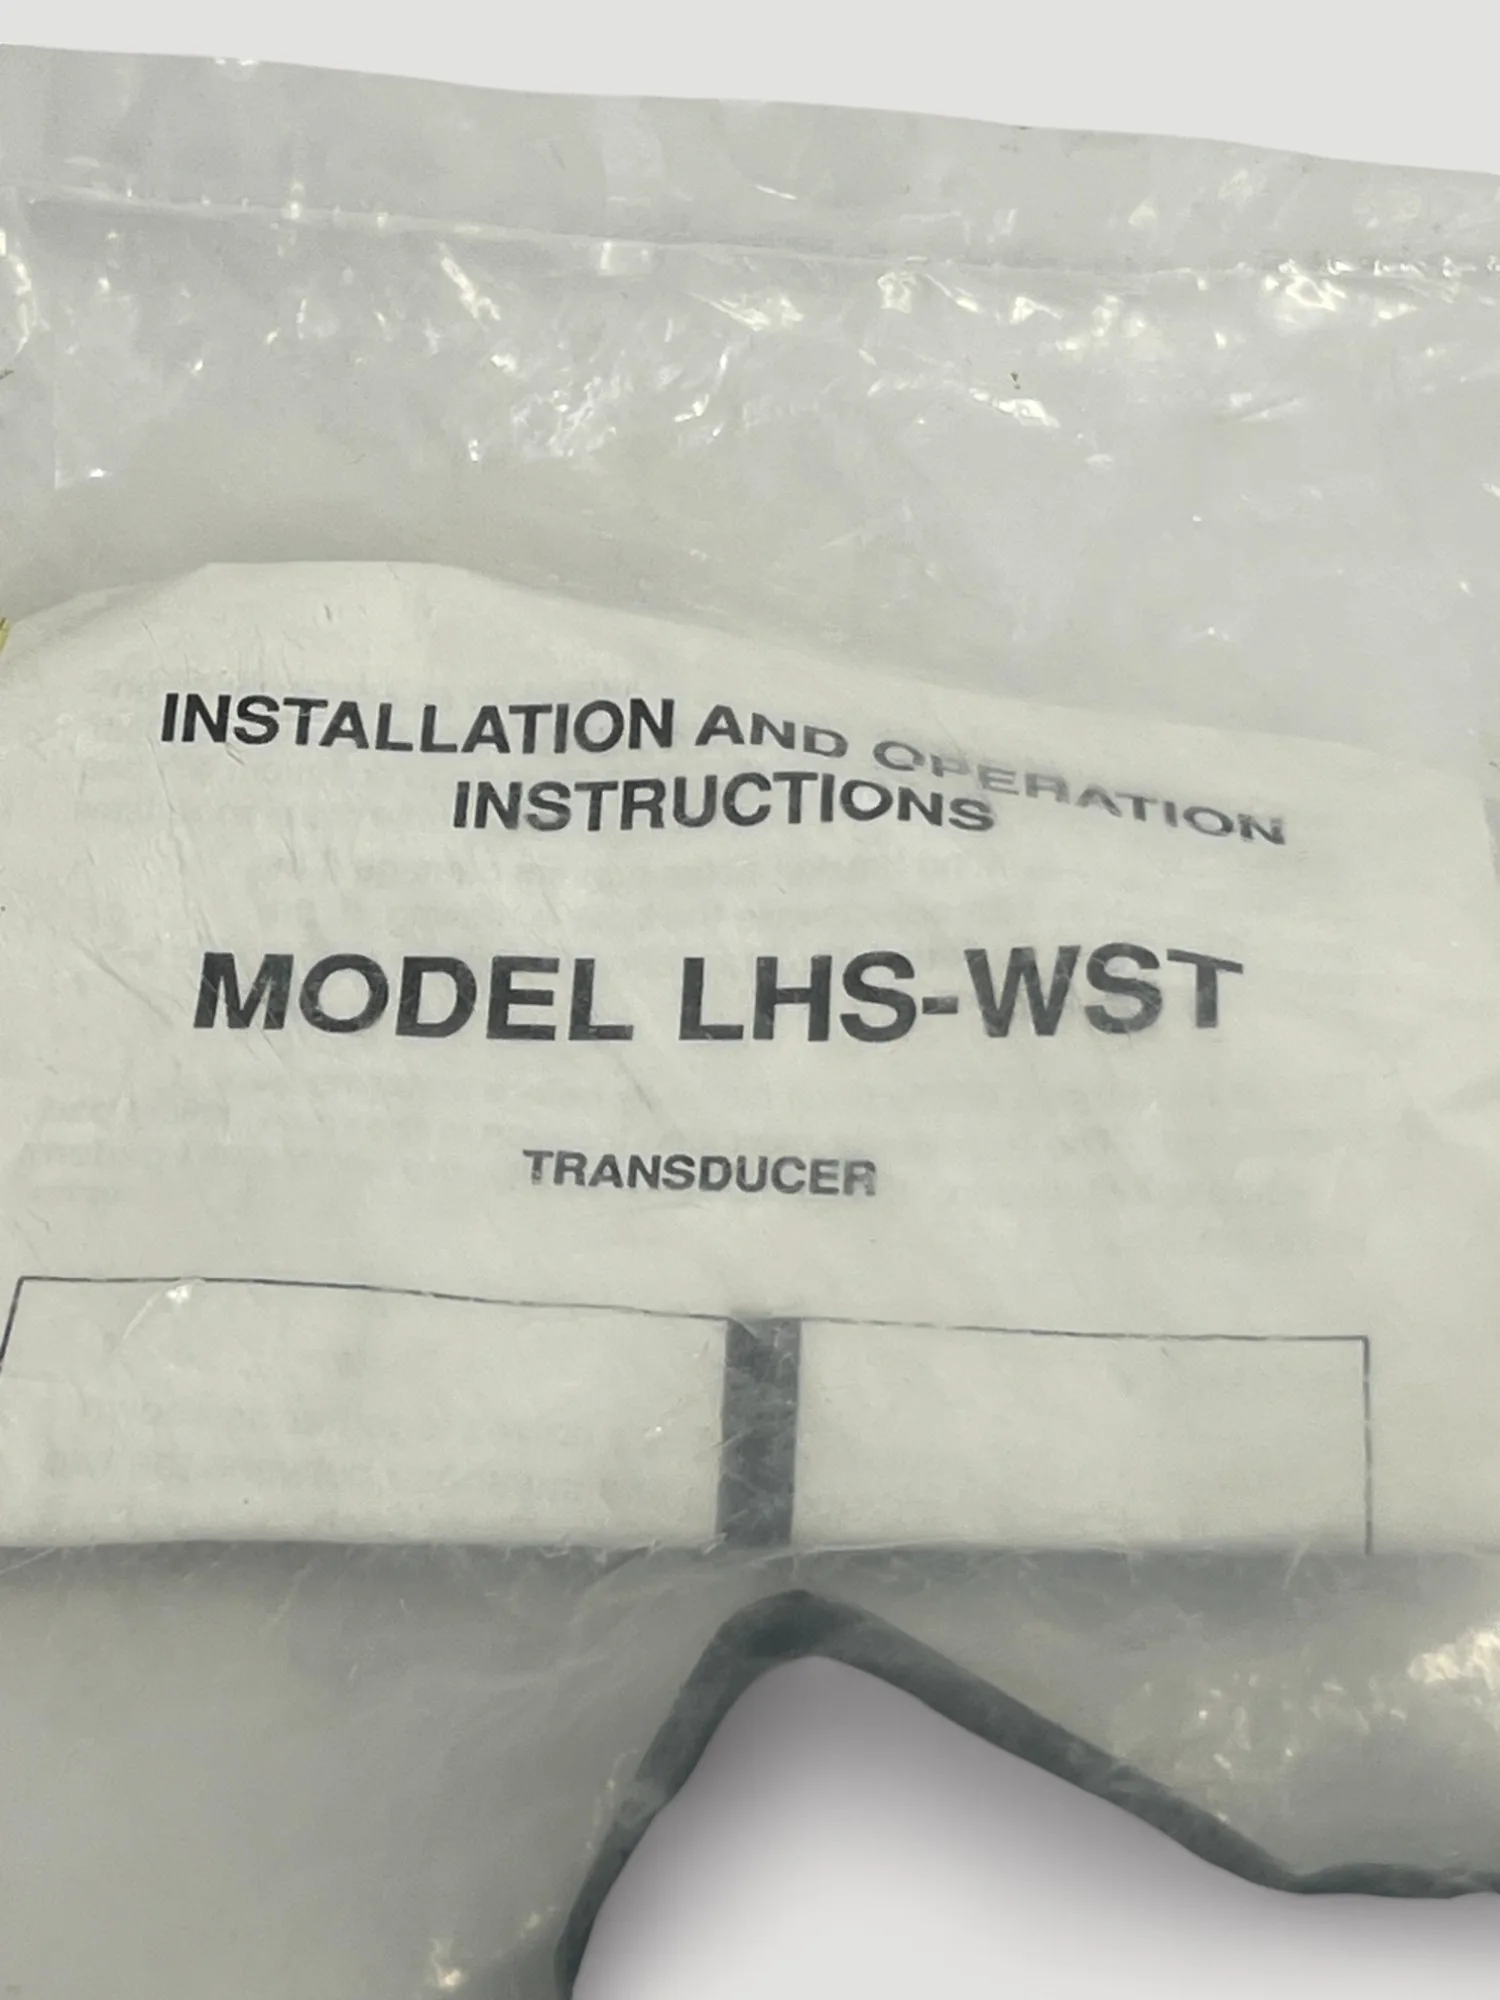 INSTALLATION AND OPERATION
INSTRUCTIONS
MODEL LHS-WST
TRANSDUCER